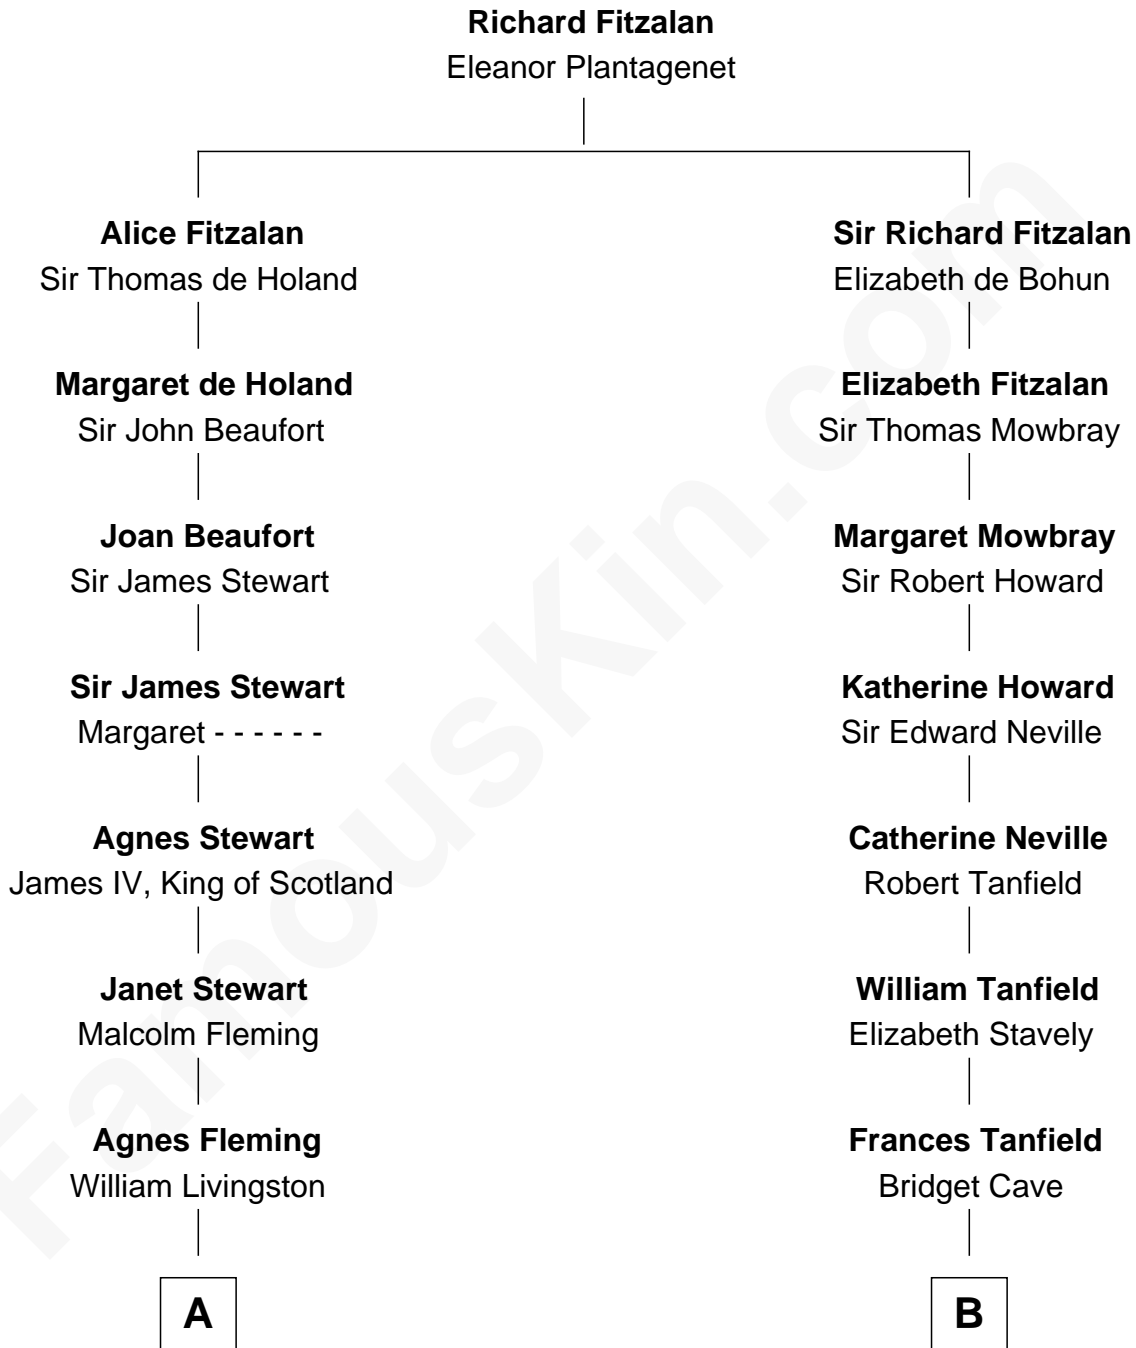 Richard Fitzalan
Eleanor Plantagenet
Alice Fitzalan
Sir Thomas de Holand
Margaret de Holand
Sir John Beaufort
Joan Beaufort
Sir James Stewart
Sir James Stewart
Margaret - - - - - -
Agnes Stewart
James IV, King of Scotland
Janet Stewart
Malcolm Fleming
Agnes Fleming
William Livingston
A
Sir Richard Fitzalan
Elizabeth de Bohun
Elizabeth Fitzalan
Sir Thomas Mowbray
Margaret Mowbray
Sir Robert Howard
Katherine Howard
Sir Edward Neville
Catherine Neville
Robert Tanfield
William Tanfield
Elizabeth Stavely
Frances Tanfield
Bridget Cave
B
FamousKin.com